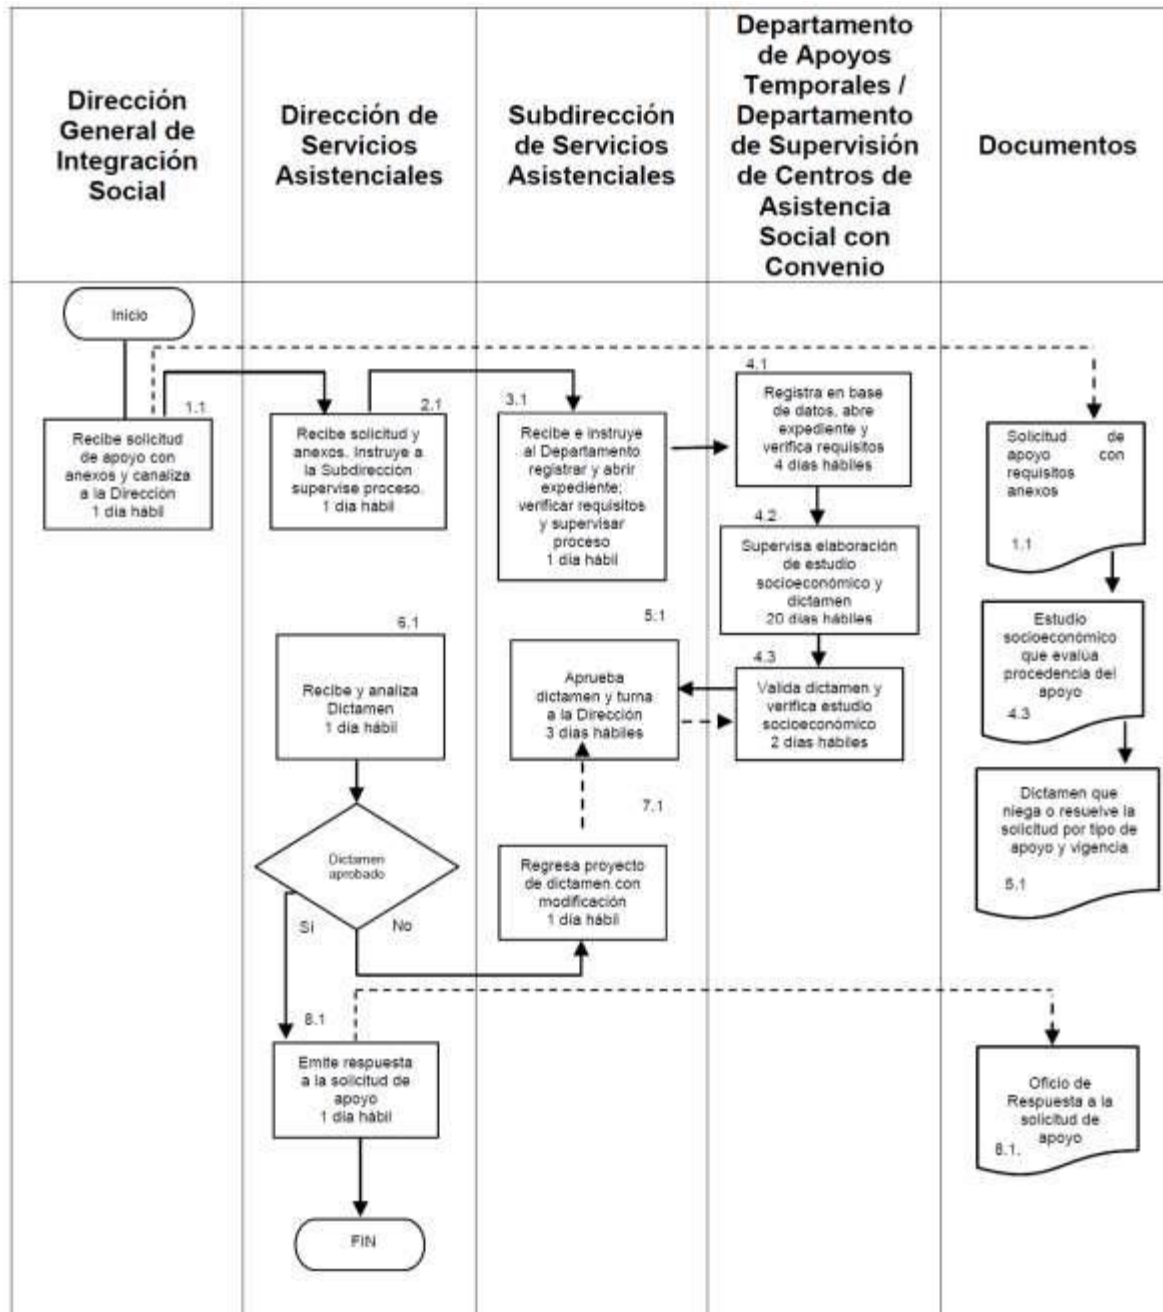 Dirección
General de
Integración
Social
Dirección de
Servicios
Asistenciales
Subdirección
de Servicios
Asistenciales
Departamento
de Apoyos
Temporales /
Departamento
de Supervisión
de Centros de
Asistencia
Social con
Convenio
Documentos
Inicio
1.1
Recibe solicitud
de apoyo con
anexos y canaliza
a la Dirección
1 día hábil
2.1
Recibe solicitud y
anexos. Instruye a
la Subdirección
supervise proceso.
1 día hábil
3.1
Recibe e instruye
al Departamento
registrar y abrir
expediente;
verificar requisitos
y supervisar
proceso
1 día hábil
4.1
Registra en base
de datos, abre
expediente y
verifica requisitos
4 días hábiles
Solicitud de
apoyo con
requisitos
anexos
1.1
4.2
Supervisa elaboración
de estudio
socioeconómico y
dictamen
20 días hábiles
Estudio
socioeconómico
que evalúa
procedencia del
apoyo
4.3
4.3
Valida dictamen y
verifica estudio
socioeconómico
2 días hábiles
5.1
Aprueba
dictamen y turna
a la Dirección
3 días hábiles
6.1
Recibe y analiza
Dictamen
1 día hábil
Dictamen que
niega o resuelve la
solicitud por tipo de
apoyo y vigencia
5.1
Dictamen
aprobado
Si
No
7.1
Regresa proyecto
de dictamen con
modificación
1 día hábil
8.1
Emite respuesta
a la solicitud de
apoyo
1 día hábil
Oficio de
Respuesta a la
solicitud de
apoyo
8.1.
FIN